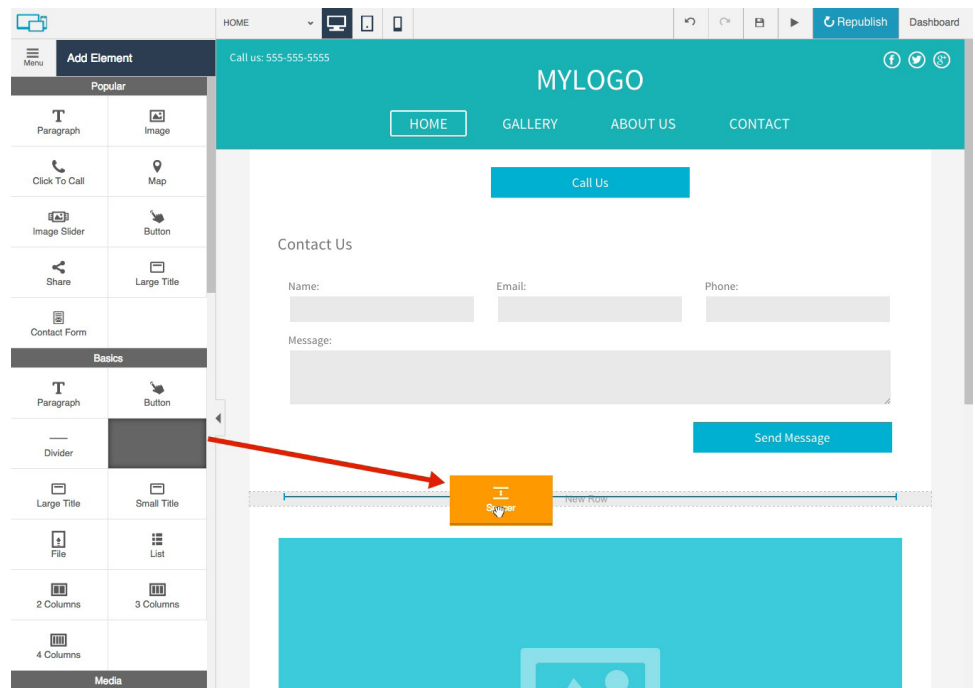 HOME
Republish
Dashboard
Menu
Add Element
Popular
Paragraph
Image
Click To Call
Map
Image Slider
Button
Share
Large Title
Contact Form
Basics
Paragraph
Button
Divider
Large Title
Small Title
File
List
2 Columns
3 Columns
4 Columns
Media
Call us: 555-555-5555
MYLOGO
HOME GALLERY ABOUT US CONTACT
Call Us
Contact Us
Name: Email: Phone:
Message:
Send Message
Spacer
New Row